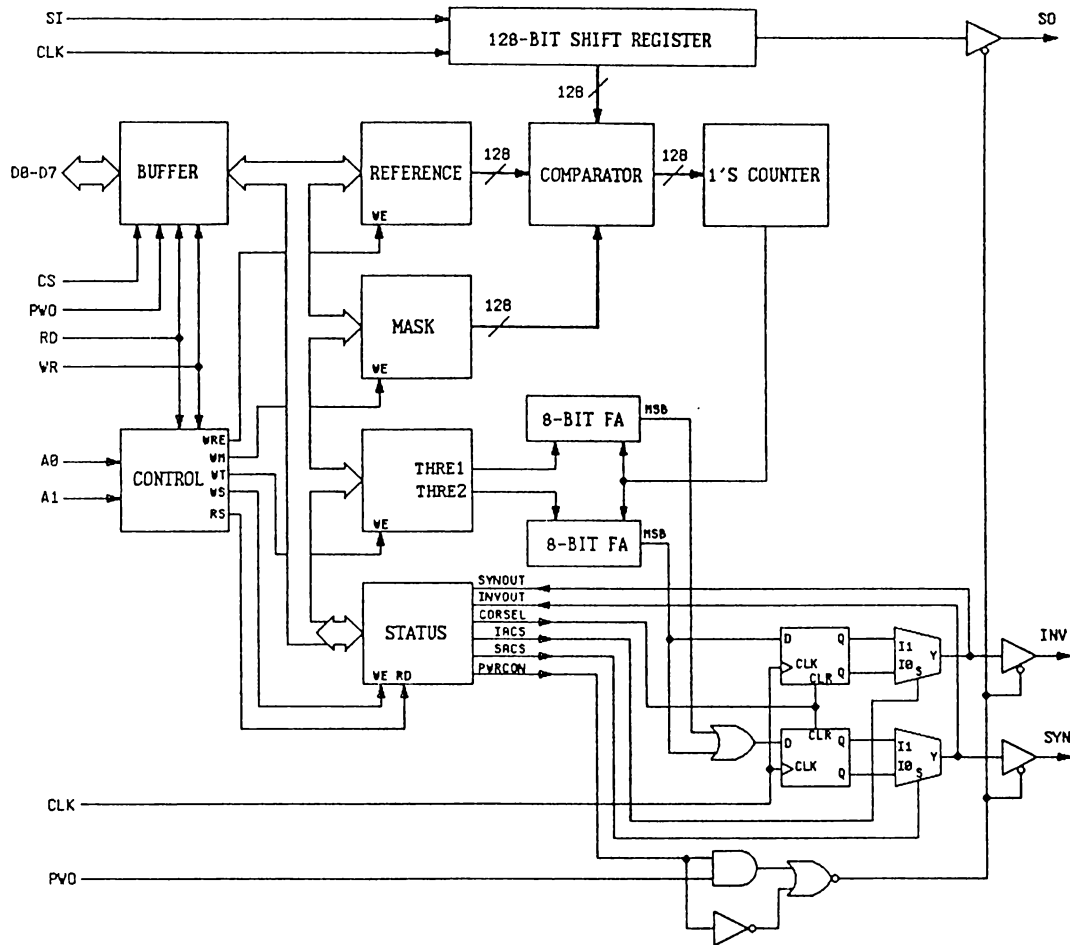 SI
CLK
128-BIT SHIFT REGISTER
SO
128
D0-D7
BUFFER
REFERENCE
WE
128
COMPARATOR
128
1'S COUNTER
CS
PWO
RD
WR
MASK
WE
128
A0
A1
CONTROL
WRE
WM
WT
WS
RS
THRE1
THRE2
WE
8-BIT FA
MSB
8-BIT FA
MSB
STATUS
WE RD
SYNOUT
INVOUT
CORSEL
IACS
SACS
PWRCON
D
Q
CLK
Q
CLR
I1
I0
S
Y
INV
CLR
D
Q
CLK
Q
I1
I0
S
Y
SYN
CLK
PWO